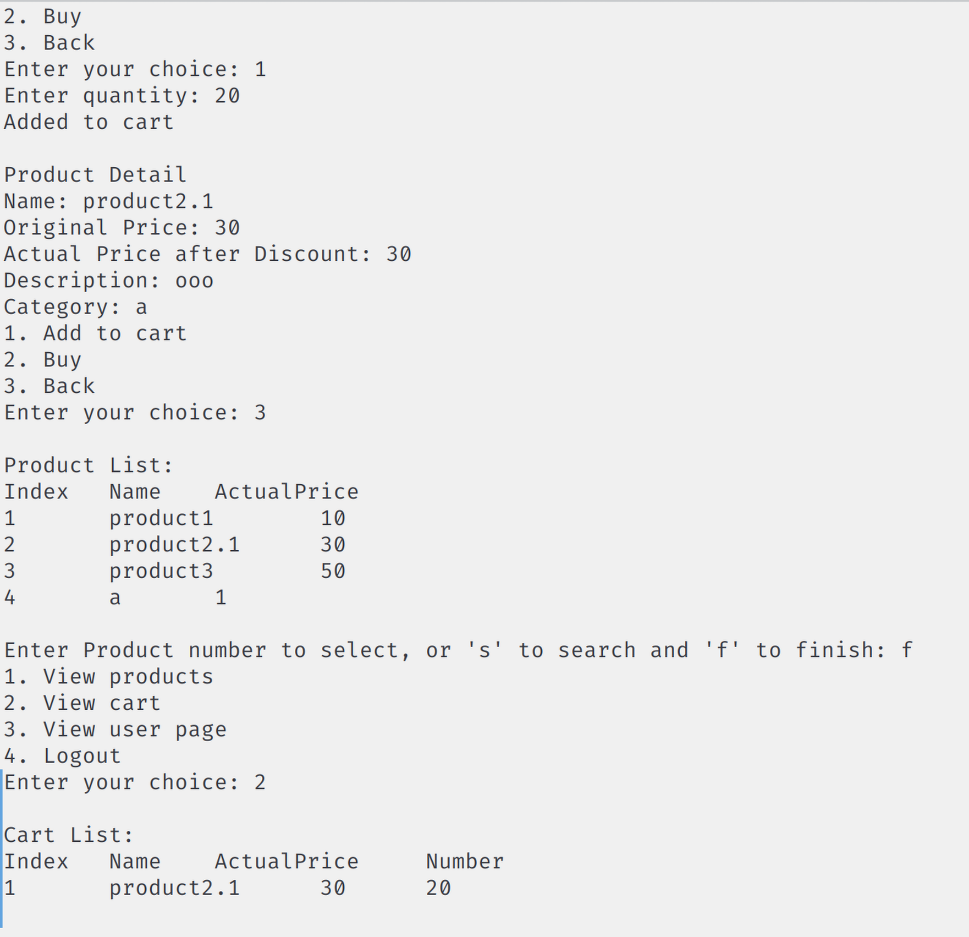 2. Buy
3. Back
Enter your choice: 1
Enter quantity: 20
Added to cart
Product Detail
Name: product2.1
Original Price: 30
Actual Price after Discount: 30
Description: ooo
Category: a
1. Add to cart
2. Buy
3. Back
Enter your choice: 3
Product List:
Index   Name    ActualPrice
1       product1        10
2       product2.1      30
3       product3        50
4       a       1
Enter Product number to select, or 's' to search and 'f' to finish: f
1. View products
2. View cart
3. View user page
4. Logout
Enter your choice: 2
Cart List:
Index   Name    ActualPrice     Number
1       product2.1      30      20